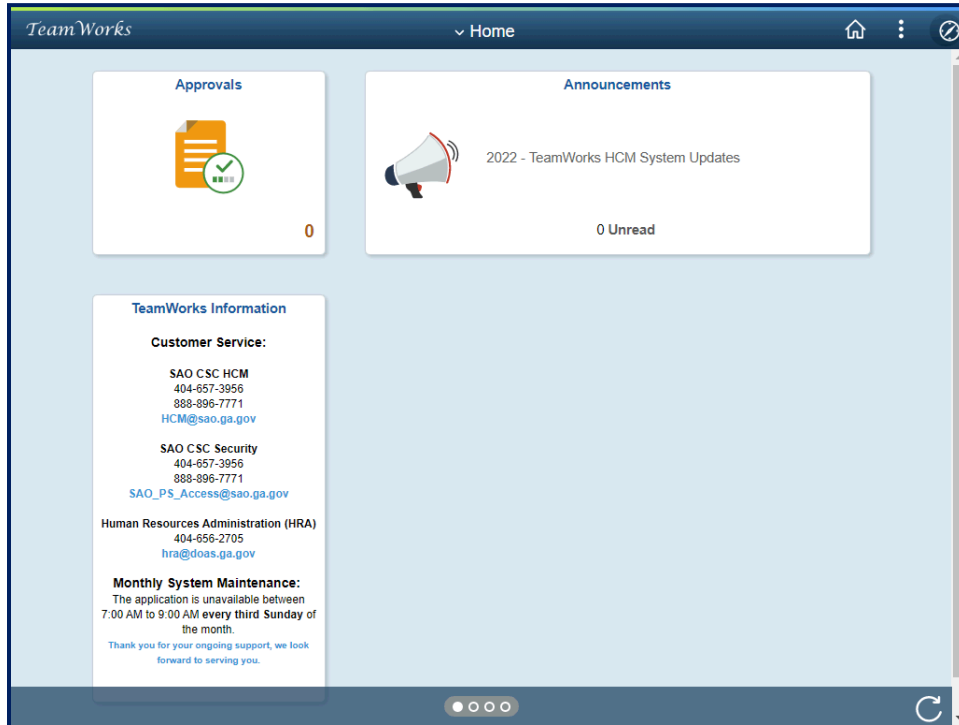 TeamWorks
Home
Approvals
0
Announcements
2022 - TeamWorks HCM System Updates
0 Unread
TeamWorks Information
Customer Service:
SAO CSC HCM
404-657-3956
888-896-7771
HCM@sao.ga.gov
SAO CSC Security
404-657-3956
888-896-7771
SAO_PS_Access@sao.ga.gov
Human Resources Administration (HRA)
404-656-2705
hra@doas.ga.gov
Monthly System Maintenance:
The application is unavailable between
7:00 AM to 9:00 AM every third Sunday of
the month.
Thank you for your ongoing support, we look
forward to serving you.